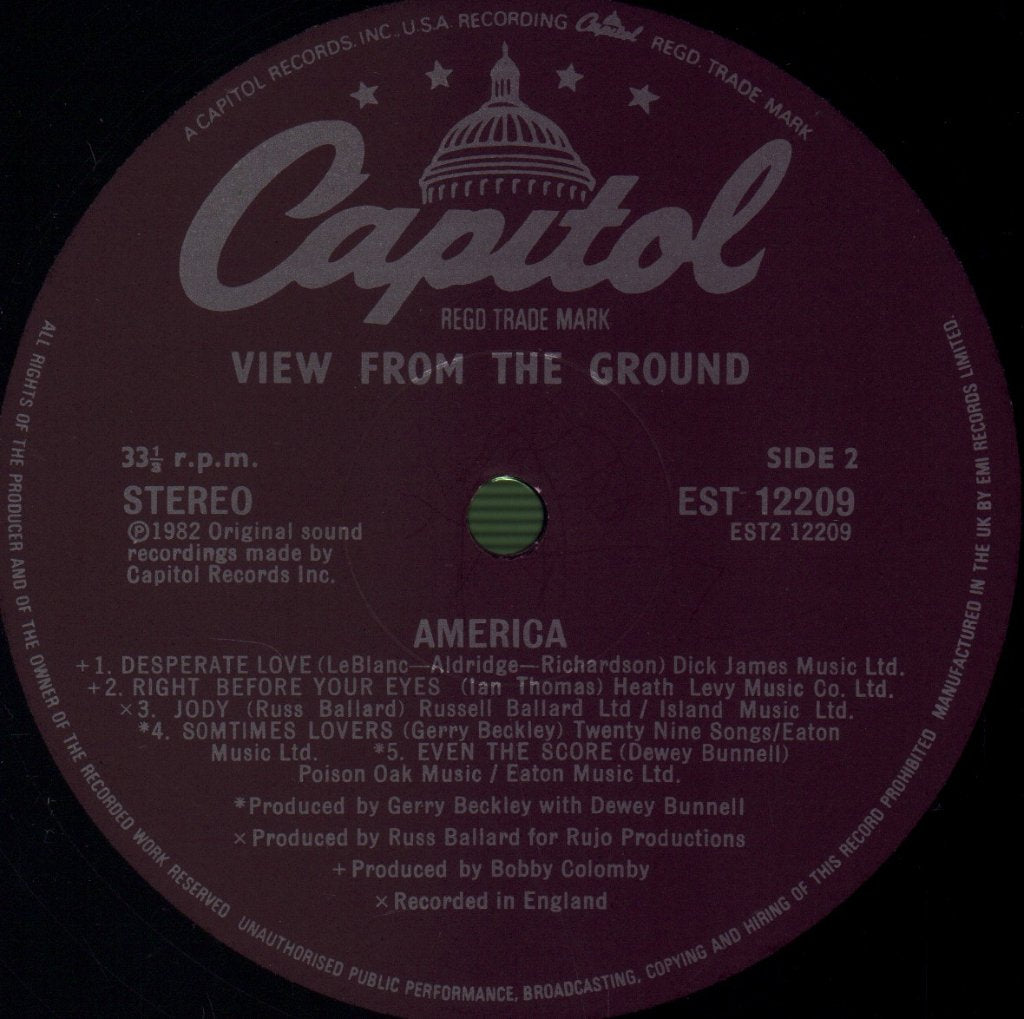 A CAPITOL RECORDS. INC., U.S.A. RECORDING Capitol REGD. TRADE MARK
Capitol
REGD. TRADE MARK
VIEW FROM THE GROUND
33⅓ r.p.m.
STEREO
℗1982 Original sound
recordings made by
Capitol Records Inc.
SIDE 2
EST 12209
EST2 12209
AMERICA
+1. DESPERATE LOVE (LeBlanc—Aldridge—Richardson) Dick James Music Ltd.
+2. RIGHT BEFORE YOUR EYES (Ian Thomas) Heath Levy Music Co. Ltd.
×3. JODY (Russ Ballard) Russell Ballard Ltd / Island Music Ltd.
*4. SOMTIMES LOVERS (Gerry Beckley) Twenty Nine Songs/Eaton
Music Ltd. *5. EVEN THE SCORE (Dewey Bunnell)
Poison Oak Music / Eaton Music Ltd.
*Produced by Gerry Beckley with Dewey Bunnell
×Produced by Russ Ballard for Rujo Productions
+Produced by Bobby Colomby
×Recorded in England
ALL RIGHTS OF THE PRODUCER AND OF THE OWNER OF THE RECORDED WORK RESERVED UNAUTHORISED PUBLIC PERFORMANCE, BROADCASTING, COPYING AND HIRING OF THIS RECORD PROHIBITED MANUFACTURED IN THE UK BY EMI RECORDS LIMITED.